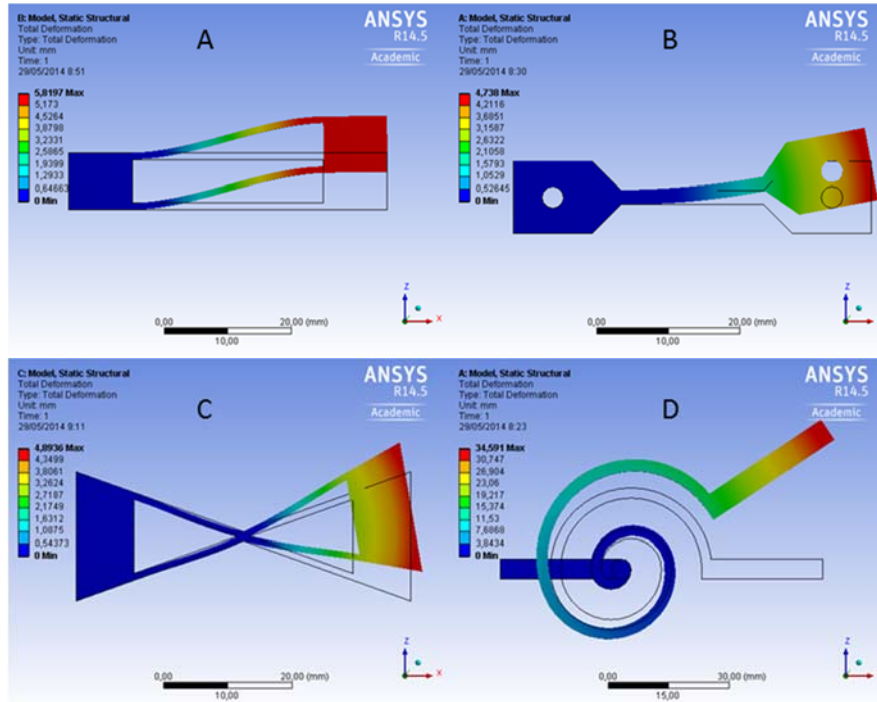 B: Model, Static Structural
Total Deformation
Type: Total Deformation
Unit: mm
Time: 1
29/05/2014 8:51
A
ANSYS
R14.5
Academic
5,8197 Max
5,173
4,5264
3,8798
3,2331
2,5865
1,9399
1,2933
0,64663
0 Min
0,00
20,00 (mm)
10,00
Z
X
A: Model, Static Structural
Total Deformation
Type: Total Deformation
Unit: mm
Time: 1
29/05/2014 8:30
B
ANSYS
R14.5
Academic
4,738 Max
4,2116
3,6851
3,1587
2,6322
2,1058
1,5793
1,0529
0,52645
0 Min
0,00
20,00 (mm)
10,00
Z
X
C: Model, Static Structural
Total Deformation
Type: Total Deformation
Unit: mm
Time: 1
29/05/2014 9:11
C
ANSYS
R14.5
Academic
4,8936 Max
4,3499
3,8061
3,2624
2,7187
2,1749
1,6312
1,0875
0,54373
0 Min
0,00
20,00 (mm)
10,00
Z
X
A: Model, Static Structural
Total Deformation
Type: Total Deformation
Unit: mm
Time: 1
29/05/2014 8:23
D
ANSYS
R14.5
Academic
34,591 Max
30,747
26,904
23,06
19,217
15,374
11,53
7,6868
3,8434
0 Min
0,00
30,00 (mm)
15,00
Z
X